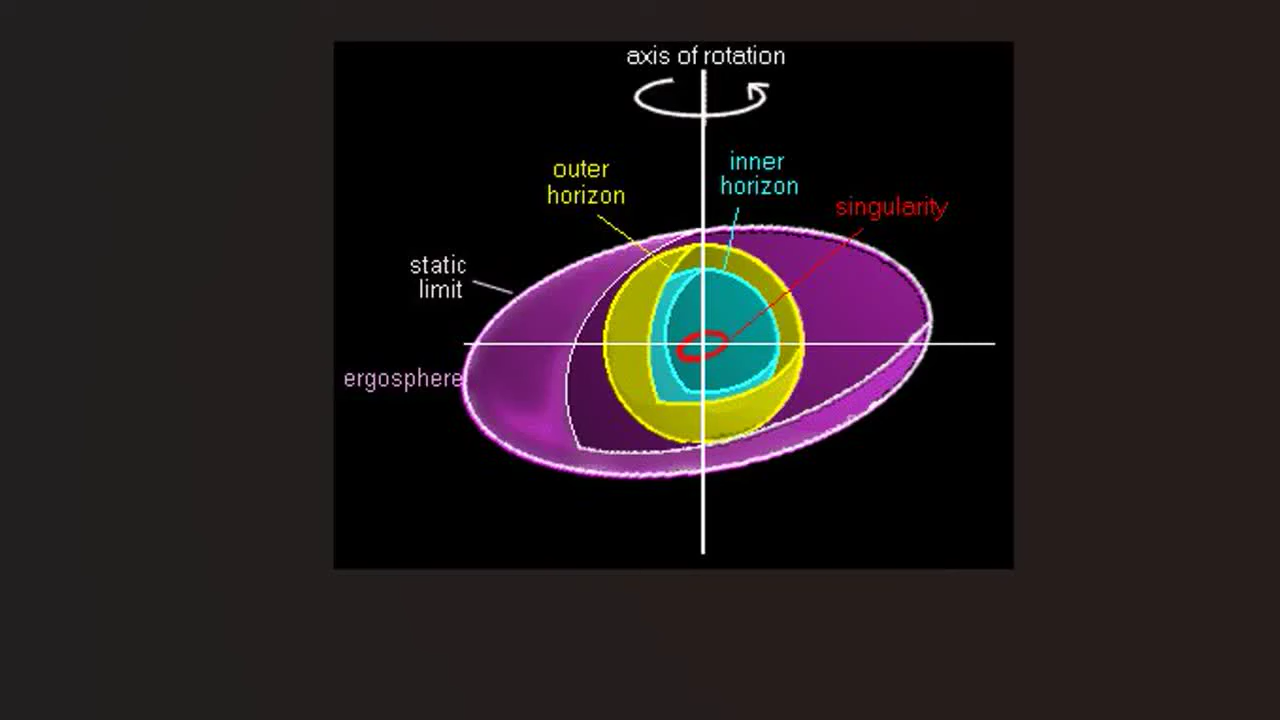 axis of rotation
outer
horizon
inner
horizon
singularity
static
limit
ergosphere